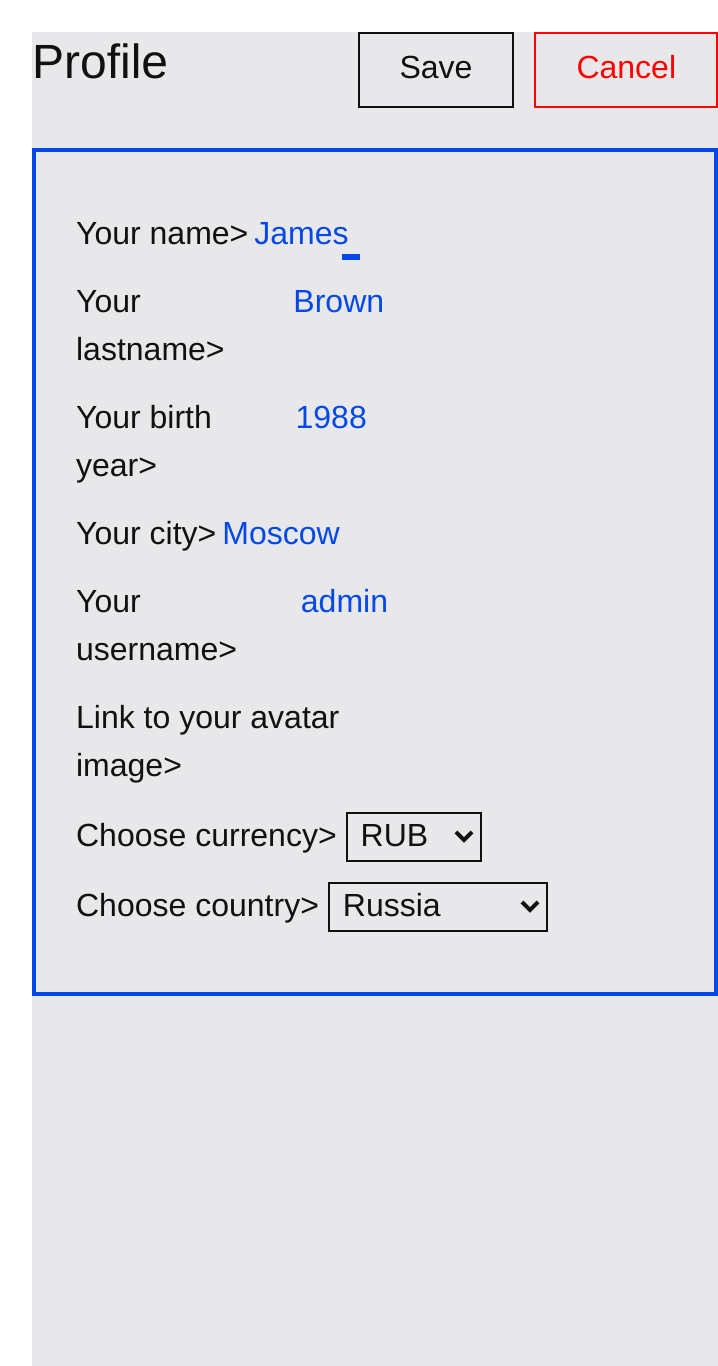 Profile
Save
Cancel
Your name> James
Your Brown
lastname>
Your birth 1988
year>
Your city> Moscow
Your admin
username>
Link to your avatar
image>
Choose currency> RUB
Choose country> Russia